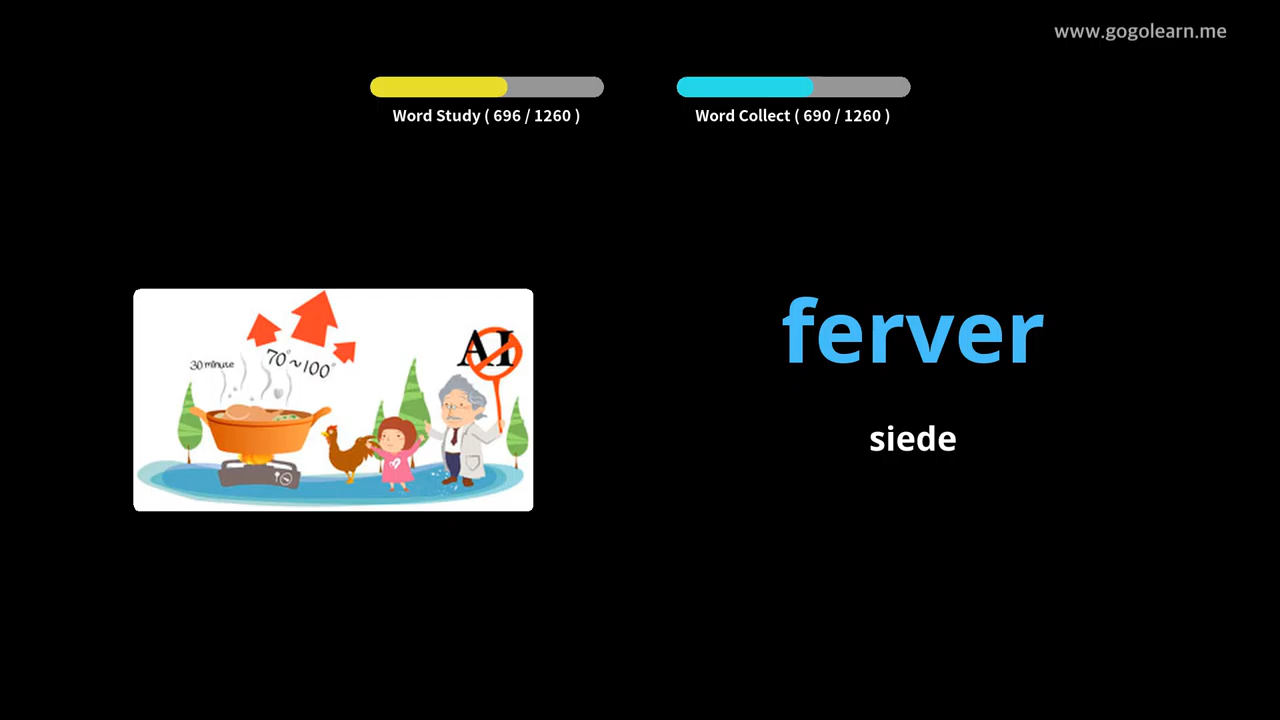 www.gogolearn.me
Word Study ( 696 / 1260 )
Word Collect ( 690 / 1260 )
30 minute
70°~100°
AI
ferver
siede